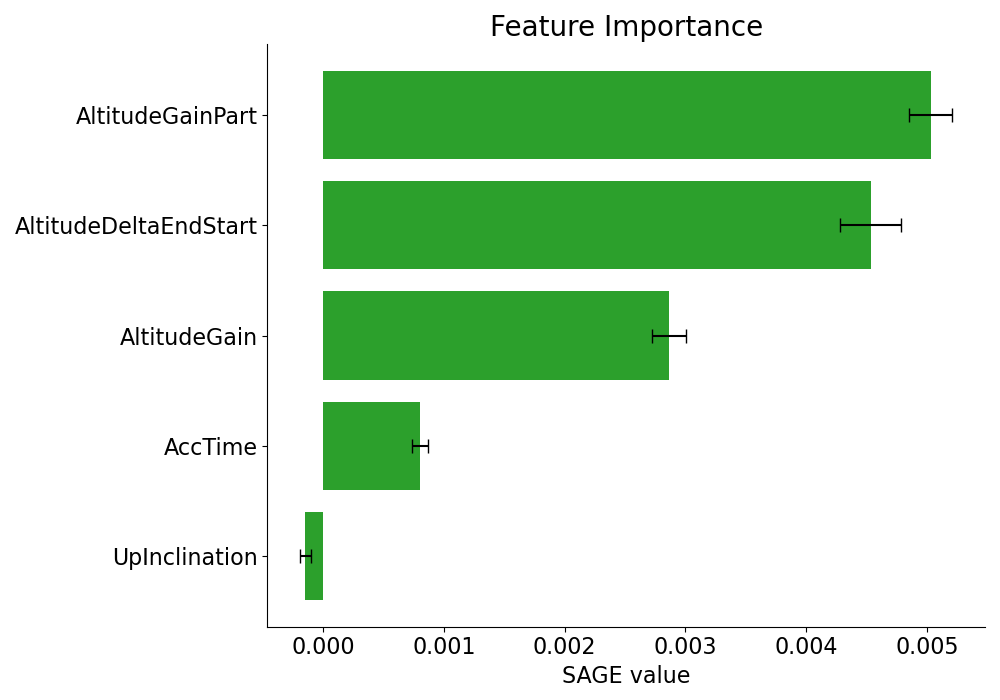 Feature Importance
AltitudeGainPart
AltitudeDeltaEndStart
AltitudeGain
AccTime
UpInclination
0.000 0.001 0.002 0.003 0.004 0.005
SAGE value